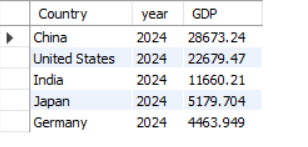 Country year GDP
China 2024 28673.24
United States 2024 22679.47
India 2024 11660.21
Japan 2024 5179.704
Germany 2024 4463.949